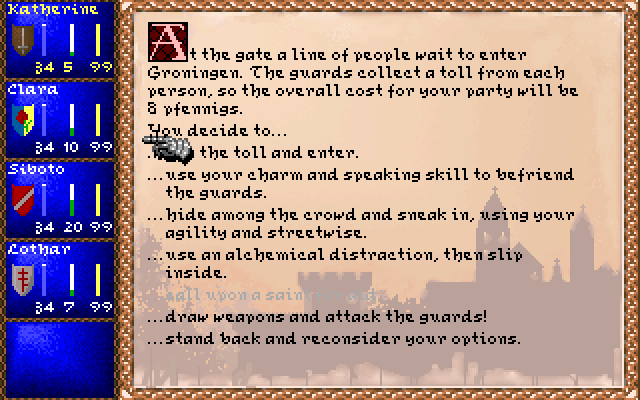 Katherine
34 5 99
Clara
34 10 99
Siboto
34 20 99
Lothar
34 7 99
At the gate a line of people wait to enter
Groningen. The guards collect a toll from each
person, so the overall cost for your party will be
8 pfennigs.
You decide to...
the toll and enter.
...use your charm and speaking skill to befriend
the guards.
...hide among the crowd and sneak in, using your
agility and streetwise.
...use an alchemical distraction, then slip
inside.
call upon a saint
...draw weapons and attack the guards!
...stand back and reconsider your options.